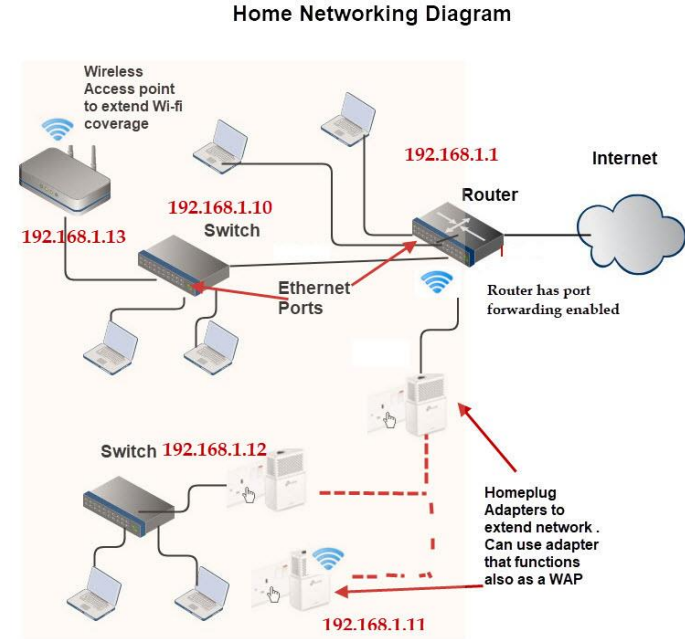 Home Networking Diagram
Wireless
Access point
to extend Wi-fi
coverage
192.168.1.1
Internet
Router
192.168.1.10
Switch
192.168.1.13
Ethernet
Ports
Router has port
forwarding enabled
Switch 192.168.1.12
Homeplug
Adapters to
extend network .
Can use adapter
that functions
also as a WAP
192.168.1.11